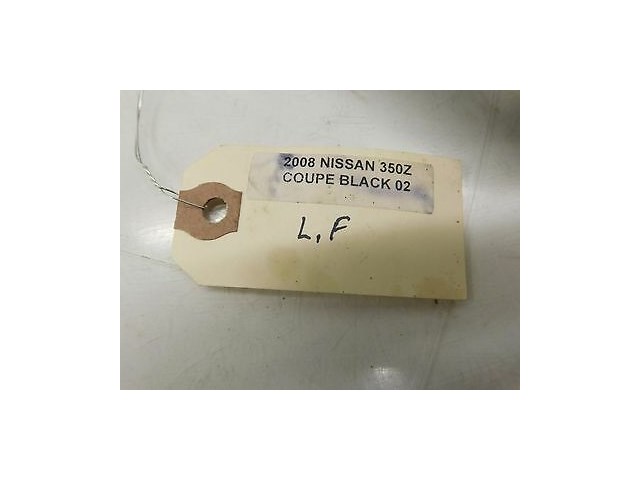 2008 NISSAN 350Z
COUPE BLACK 02
L.F